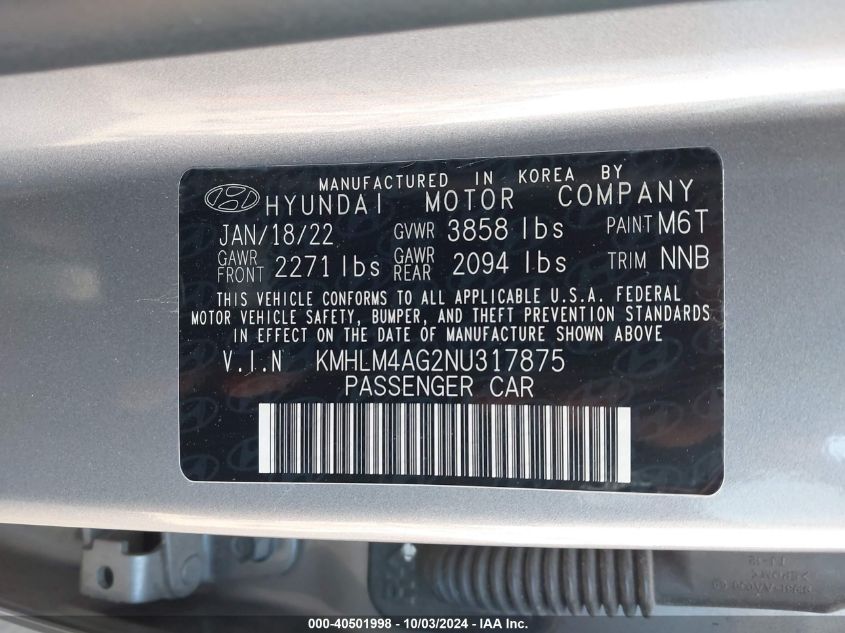 MANUFACTURED IN KOREA BY
HYUNDAI MOTOR COMPANY
JAN/18/22 GVWR 3858 lbs PAINT M6T
GAWR FRONT 2271 lbs GAWR REAR 2094 lbs TRIM NNB
THIS VEHICLE CONFORMS TO ALL APPLICABLE U.S.A. FEDERAL
MOTOR VEHICLE SAFETY, BUMPER, AND THEFT PREVENTION STANDARDS
IN EFFECT ON THE DATE OF MANUFACTURE SHOWN ABOVE
V.I.N KMHLM4AG2NU317875
PASSENGER CAR
000-40501998 - 10/03/2024 - IAAI.COM